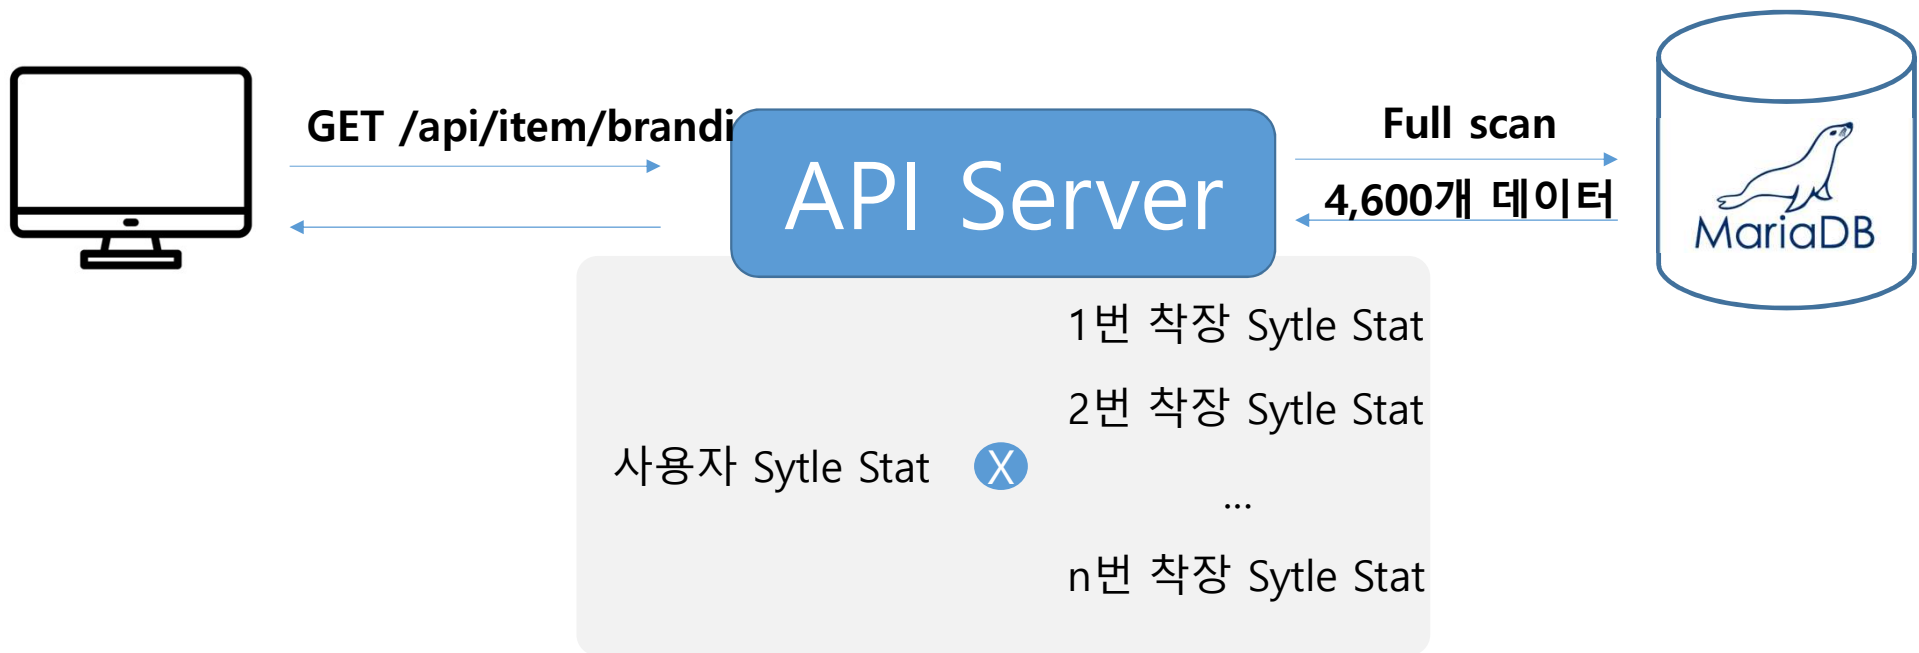 GET /api/item/brandi
API Server
Full scan
4,600개 데이터
MariaDB
1번 착장 Sytle Stat
2번 착장 Sytle Stat
사용자 Sytle Stat
X
...
n번 착장 Sytle Stat